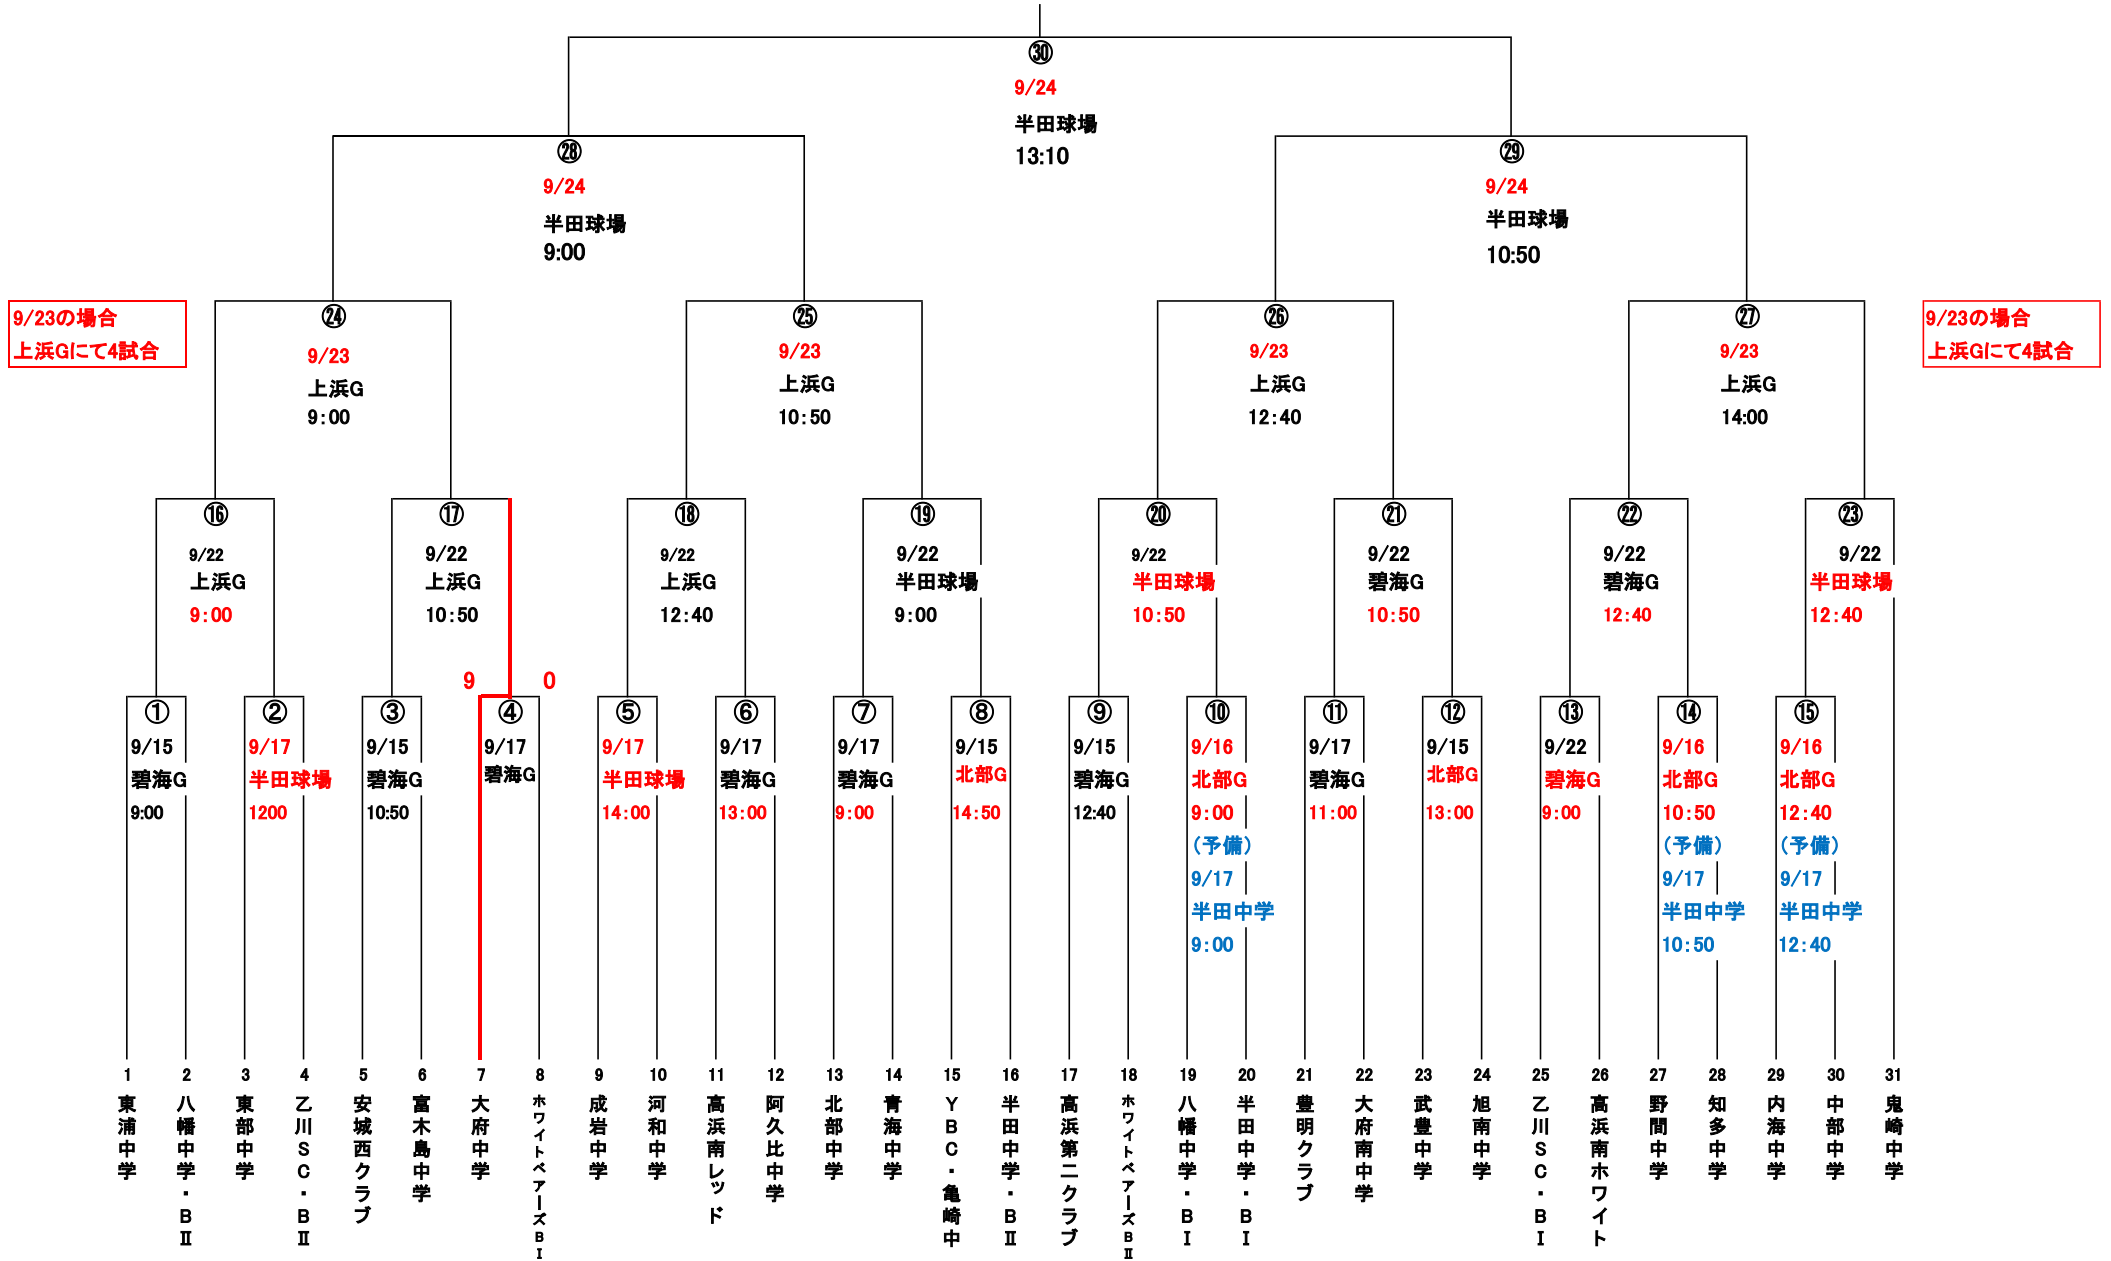 ㉚
9/24
半田球場
13:10
㉘
9/24
半田球場
9:00
㉙
9/24
半田球場
10:50
9/23の場合
上浜Gにて4試合
㉔
9/23
上浜G
9:00
㉕
9/23
上浜G
10:50
㉖
9/23
上浜G
12:40
㉗
9/23
上浜G
14:00
9/23の場合
上浜Gにて4試合
⑯
9/22
上浜G
9:00
⑰
9/22
上浜G
10:50
⑱
9/22
上浜G
12:40
⑲
9/22
半田球場
9:00
⑳
9/22
半田球場
10:50
㉑
9/22
碧海G
10:50
㉒
9/22
碧海G
12:40
㉓
9/22
半田球場
12:40
9
0
①
9/15
碧海G
9:00
②
9/17
半田球場
1200
③
9/15
碧海G
10:50
④
9/17
碧海G
⑤
9/17
半田球場
14:00
⑥
9/17
碧海G
13:00
⑦
9/17
碧海G
9:00
⑧
9/15
北部G
14:50
⑨
9/15
碧海G
12:40
⑩
9/16
北部G
9:00
(予備)
9/17
半田中学
9:00
⑪
9/17
碧海G
11:00
⑫
9/15
北部G
13:00
⑬
9/22
碧海G
9:00
⑭
9/16
北部G
10:50
(予備)
9/17
半田中学
10:50
⑮
9/16
北部G
12:40
(予備)
9/17
半田中学
12:40
1
東浦中学
2
八幡中学・BⅡ
3
東部中学
4
乙川SC・BⅡ
5
安城西クラブ
6
富木島中学
7
大府中学
8
ホワイトベアーズBⅠ
9
成岩中学
10
河和中学
11
高浜南レッド
12
阿久比中学
13
北部中学
14
青海中学
15
YBC・亀崎中
16
半田中学・BⅡ
17
高浜第二クラブ
18
ホワイトベアーズBⅡ
19
八幡中学・BⅠ
20
半田中学・BⅠ
21
豊明クラブ
22
大府南中学
23
武豊中学
24
旭南中学
25
乙川SC・BⅠ
26
高浜南ホワイト
27
野間中学
28
知多中学
29
内海中学
30
中部中学
31
鬼崎中学